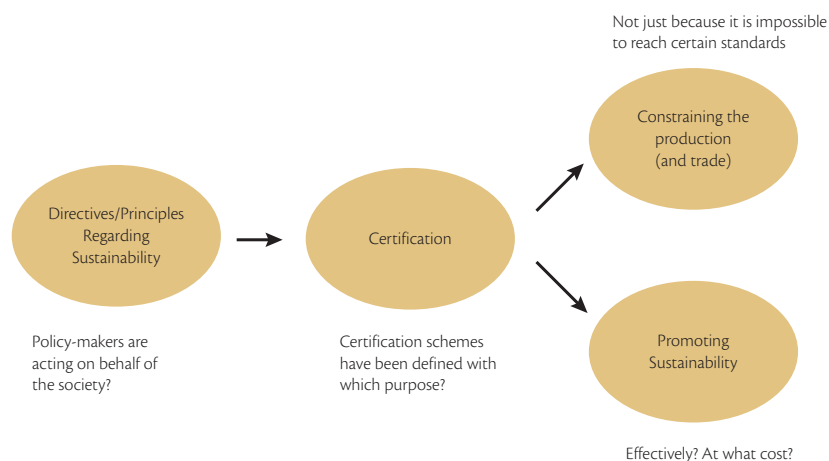 Not just because it is impossible
to reach certain standards
Constraining the
production
(and trade)
Directives/Principles
Regarding
Sustainability
Certification
Policy-makers are
acting on behalf of
the society?
Certification schemes
have been defined with
which purpose?
Promoting
Sustainability
Effectively? At what cost?